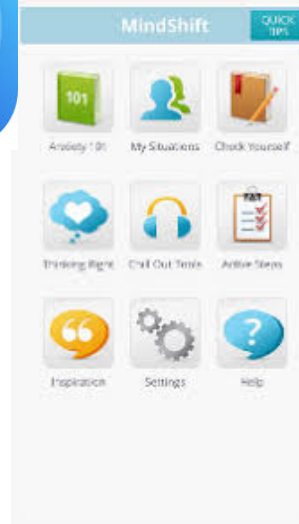 MindShift
QUICK
TIPS
101
Anxiety 101
My Situations
Check Yourself
Thinking Right
Chill Out Tools
Active Steps
Inspiration
Settings
Help